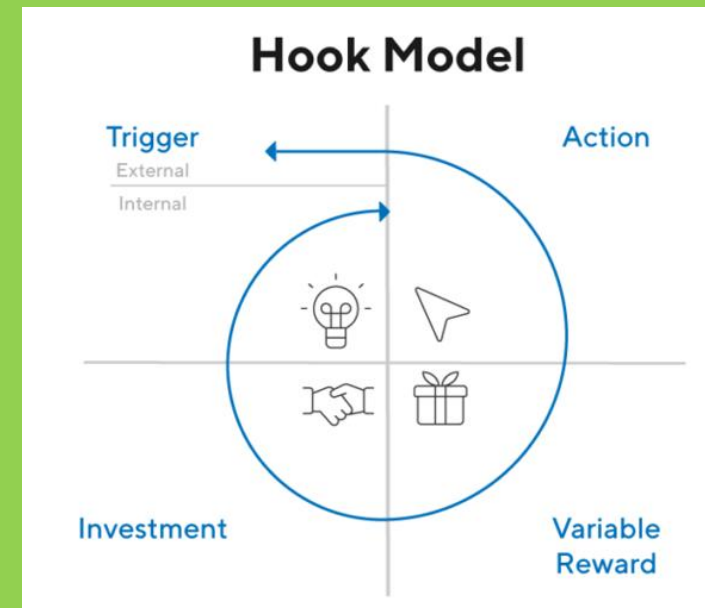 Hook Model
Trigger
External
Internal
Action
Investment
Variable
Reward